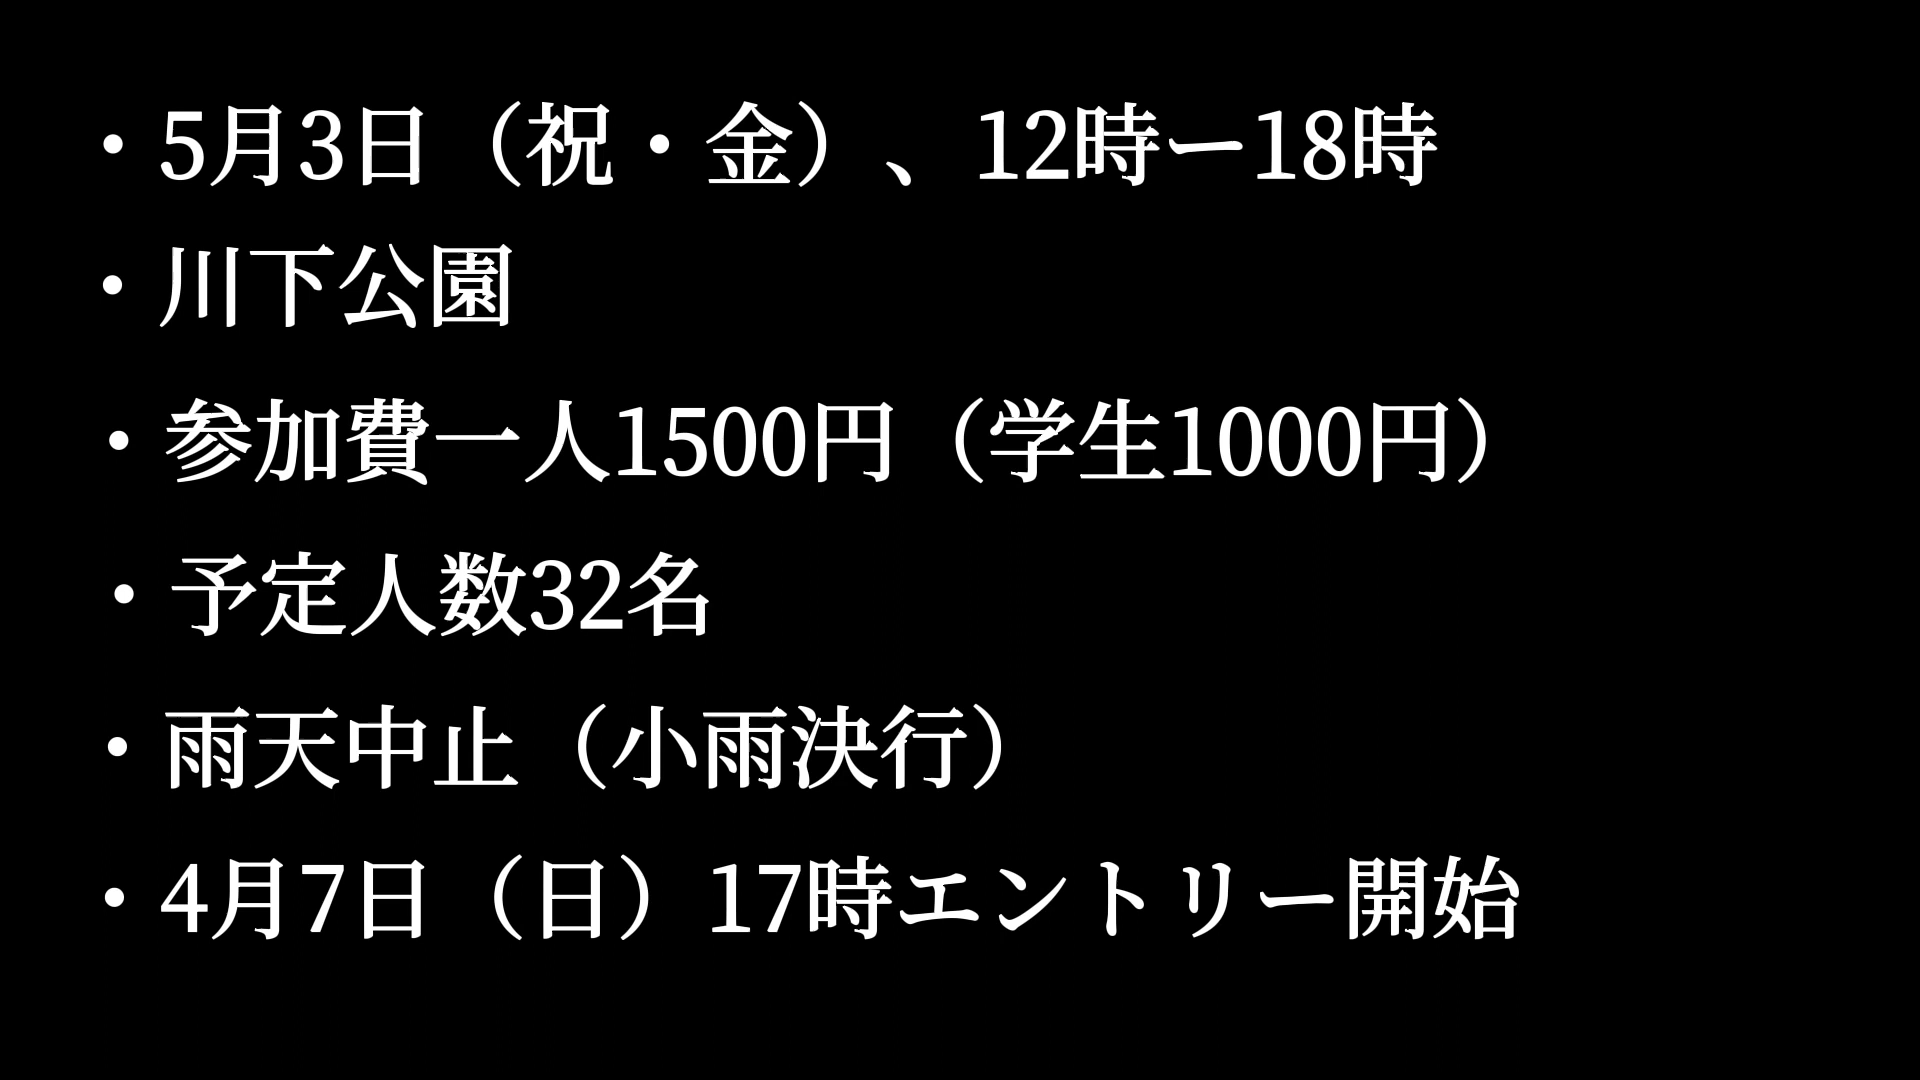 ・5月3日（祝・金）、12時ー18時
・川下公園
・参加費一人1500円（学生1000円）
・予定人数32名
・雨天中止（小雨決行）
・4月7日（日）17時エントリー開始